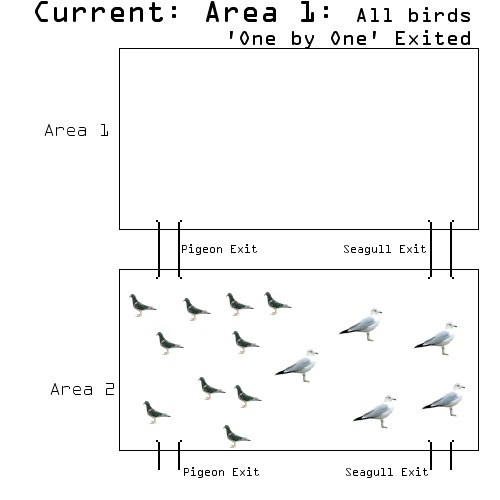 Current: Area 1: All birds
'One by One' Exited
Area 1
Pigeon Exit
Seagull Exit
Area 2
Pigeon Exit
Seagull Exit